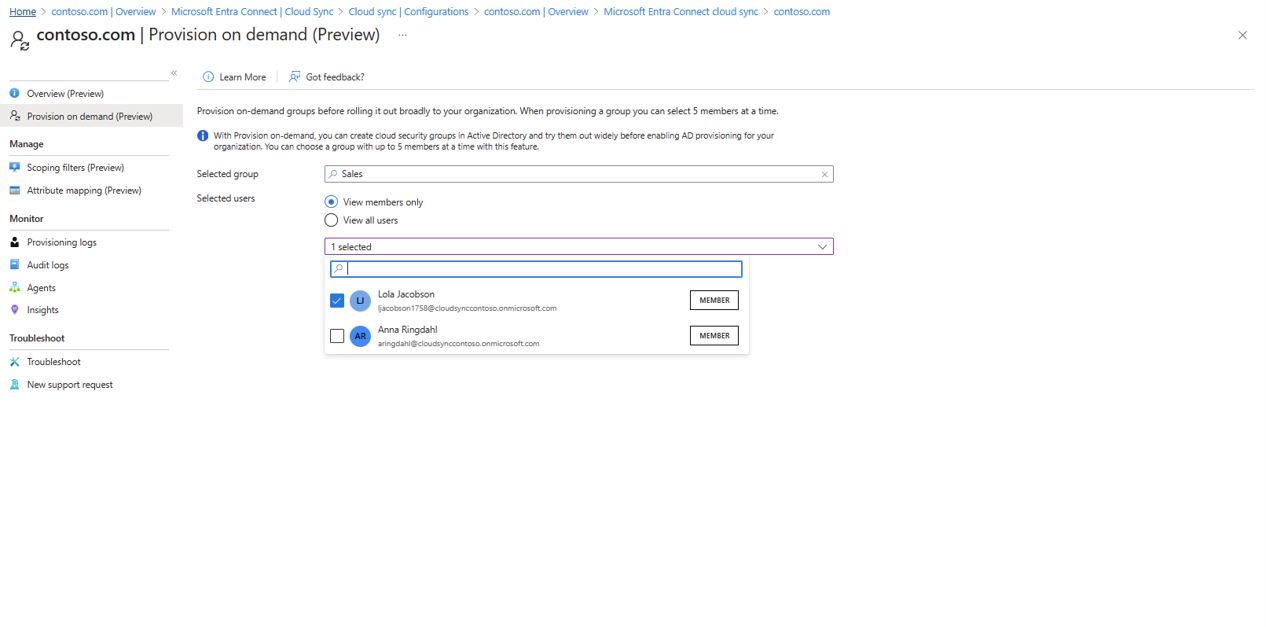 Home > contoso.com | Overview > Microsoft Entra Connect | Cloud Sync > Cloud sync | Configurations > contoso.com | Overview > Microsoft Entra Connect cloud sync > contoso.com
contoso.com | Provision on demand (Preview) ...
«
Overview (Preview)
Provision on demand (Preview)
Manage
Scoping filters (Preview)
Attribute mapping (Preview)
Monitor
Provisioning logs
Audit logs
Agents
Insights
Troubleshoot
Troubleshoot
New support request
Learn More
Got feedback?
Provision on-demand groups before rolling it out broadly to your organization. When provisioning a group you can select 5 members at a time.
With Provision on-demand, you can create cloud security groups in Active Directory and try them out widely before enabling AD provisioning for your
organization. You can choose a group with up to 5 members at a time with this feature.
Selected group
Sales
Selected users
View members only
View all users
1 selected
LJ
Lola Jacobson
ljacobson1758@cloudsynccontoso.onmicrosoft.com
MEMBER
AR
Anna Ringdahl
aringdahl@cloudsynccontoso.onmicrosoft.com
MEMBER